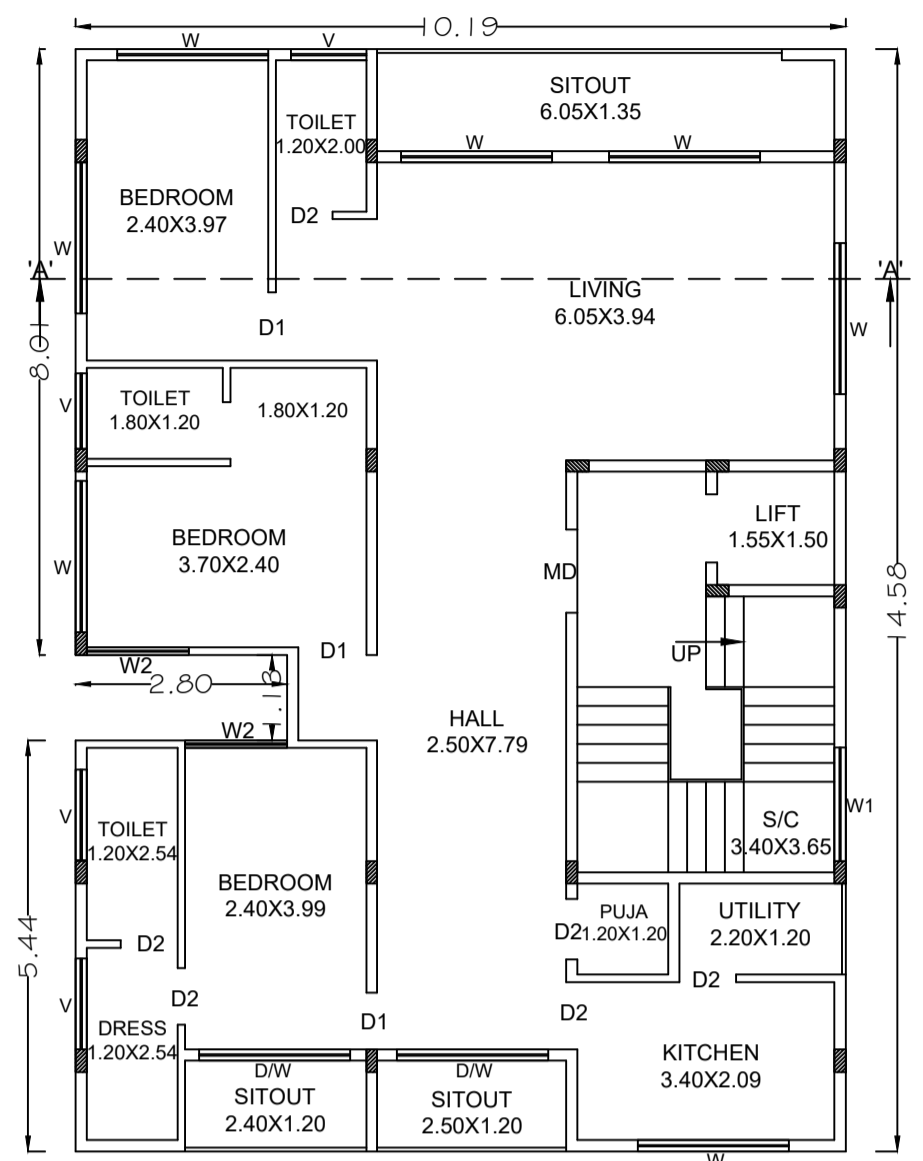 10.19
W
V
SITOUT
6.05X1.35
TOILET
1.20X2.00
W
W
BEDROOM
2.40X3.97
D2
W
'A'
'A'
LIVING
6.05X3.94
D1
W
8.01
TOILET
1.80X1.20
1.80X1.20
V
BEDROOM
3.70X2.40
W
LIFT
1.55X1.50
MD
14.58
UP
D1
W2
2.80
1.13
W2
HALL
2.50X7.79
V
TOILET
1.20X2.54
W1
S/C
3.40X3.65
BEDROOM
2.40X3.99
PUJA
1.20X1.20
D2
UTILITY
2.20X1.20
5.44
D2
D2
V
D2
D1
D2
DRESS
1.20X2.54
KITCHEN
3.40X2.09
D/W
D/W
SITOUT
2.40X1.20
SITOUT
2.50X1.20
W